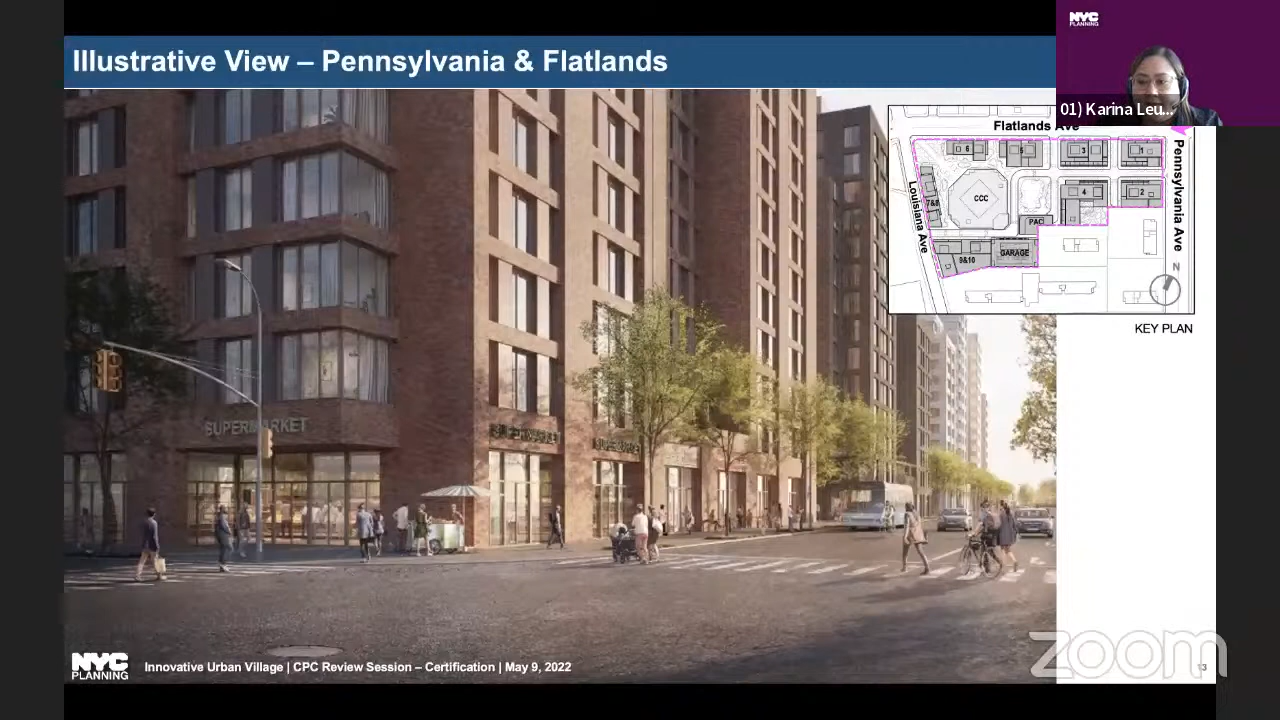 Illustrative View – Pennsylvania & Flatlands
NYC
PLANNING
01) Karina Leu...
Flatlands Ave
Pennsylvania Ave
Louisiana Ave
6
3
1
7&8
CCC
4
2
PAC
9&10
GARAGE
N
KEY PLAN
SUPERMARKET
SUPERMARKET
SUPERMARKET
NYC
PLANNING
Innovative Urban Village | CPC Review Session – Certification | May 9, 2022
zoom
13